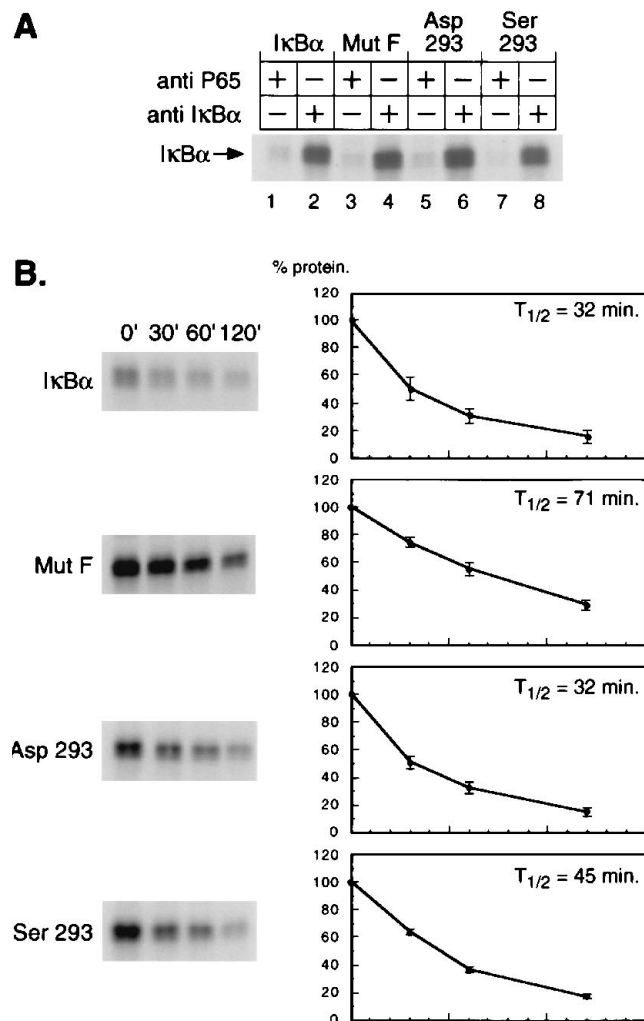 A
IκBα Mut F Asp 293 Ser 293
anti P65 + − + − + − + −
anti IκBα − + − + − + − +
IκBα
1 2 3 4 5 6 7 8
B.
% protein.
0' 30' 60' 120'
IκBα
120
100
80
60
40
20
0
T1/2 = 32 min.
Mut F
120
100
80
60
40
20
0
T1/2 = 71 min.
Asp 293
120
100
80
60
40
20
0
T1/2 = 32 min.
Ser 293
120
100
80
60
40
20
0
T1/2 = 45 min.